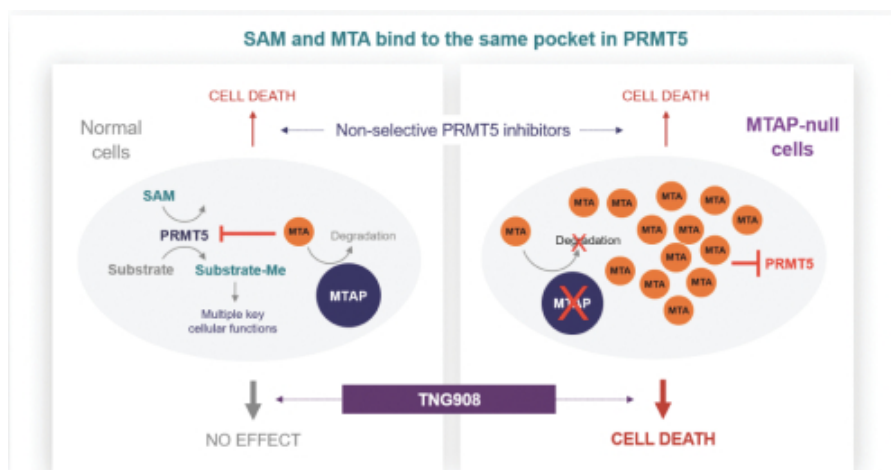 SAM and MTA bind to the same pocket in PRMT5
CELL DEATH
CELL DEATH
Normal
cells
Non-selective PRMT5 inhibitors
MTAP-null
cells
SAM
PRMT5
MTA
Degradation
Substrate
Substrate-Me
MTAP
Multiple key
cellular functions
MTA
Degradation
MTAP
MTA
MTA
MTA
MTA
MTA
MTA
MTA
MTA
MTA
MTA
MTA
MTA
MTA
MTA
PRMT5
TNG908
NO EFFECT
CELL DEATH